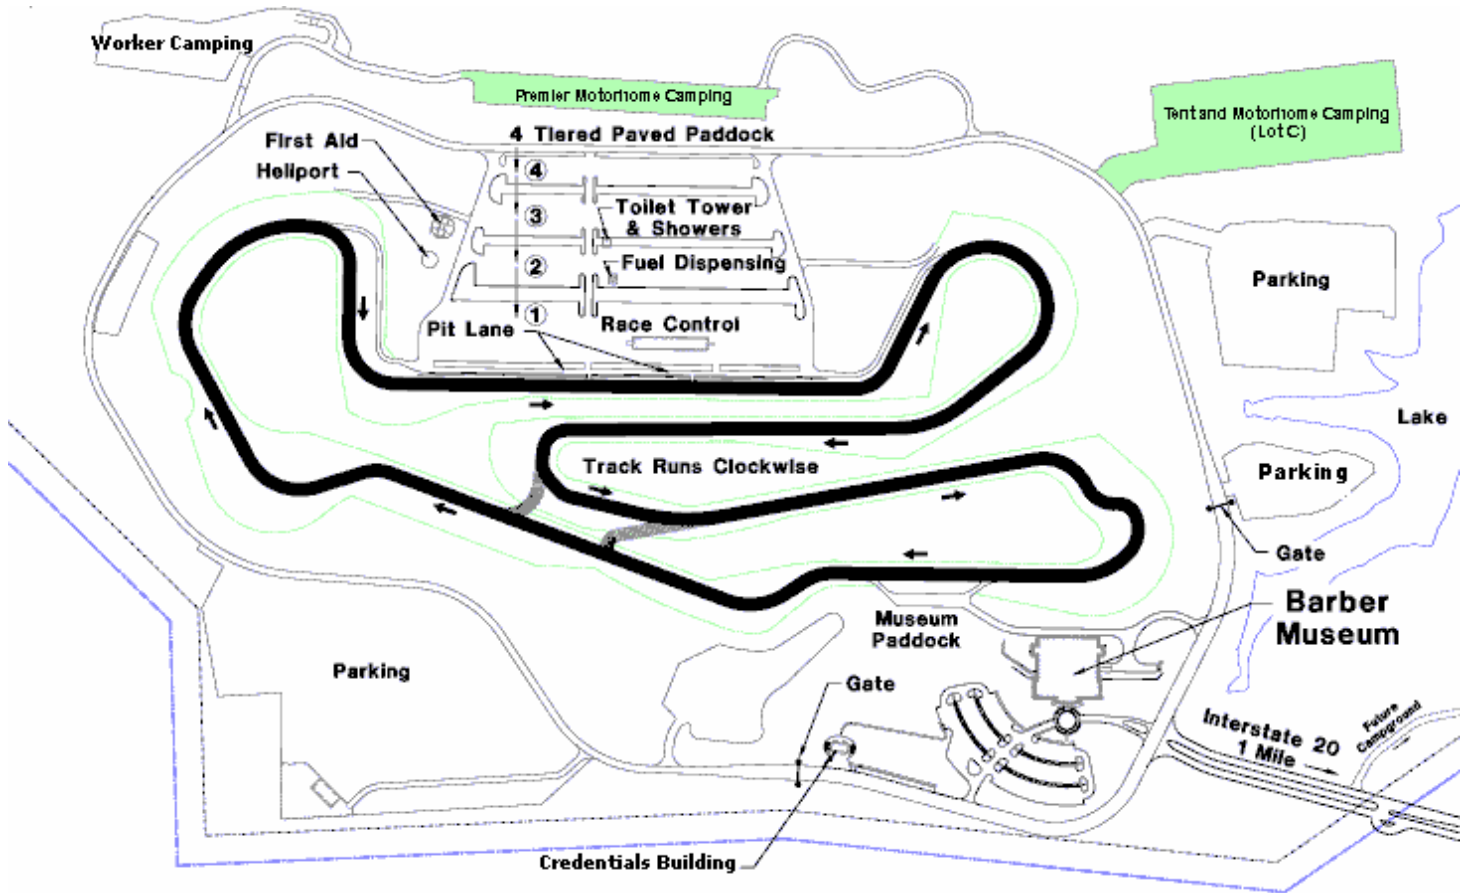 Worker Camping
Premier Motorhome Camping
Tent and Motorhome Camping
(Lot C)
4 Tiered Paved Paddock
First Aid
Heliport
4
3
Toilet Tower
& Showers
2
Fuel Dispensing
1
Pit Lane
Race Control
Parking
Lake
Track Runs Clockwise
Parking
Gate
Barber
Museum
Museum
Paddock
Parking
Gate
Interstate 20
1 Mile
Future
Campground
Credentials Building